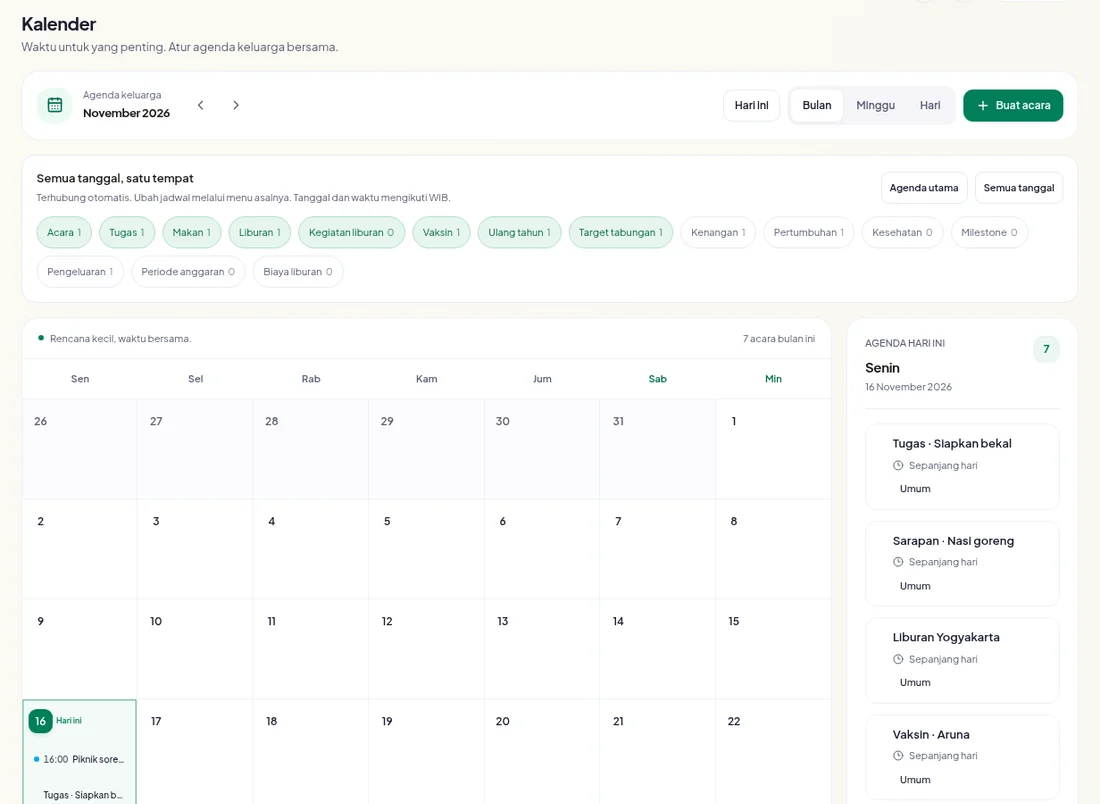 Kalender
Waktu untuk yang penting. Atur agenda keluarga bersama.
Agenda keluarga
November 2026
Hari ini
Bulan
Minggu
Hari
+ Buat acara
Semua tanggal, satu tempat
Terhubung otomatis. Ubah jadwal melalui menu asalnya. Tanggal dan waktu mengikuti WIB.
Agenda utama
Semua tanggal
Acara 1
Tugas 1
Makan 1
Liburan 1
Kegiatan liburan 0
Vaksin 1
Ulang tahun 1
Target tabungan 1
Kenangan 1
Pertumbuhan 1
Kesehatan 0
Milestone 0
Pengeluaran 1
Periode anggaran 0
Biaya liburan 0
Rencana kecil, waktu bersama.
7 acara bulan ini
Sen Sel Rab Kam Jum Sab Min
26 27 28 29 30 31 1
2 3 4 5 6 7 8
9 10 11 12 13 14 15
16 Hari ini 17 18 19 20 21 22
16:00 Piknik sore...
Tugas · Siapkan b...
AGENDA HARI INI
7
Senin
16 November 2026
Tugas · Siapkan bekal
Sepanjang hari
Umum
Sarapan · Nasi goreng
Sepanjang hari
Umum
Liburan Yogyakarta
Sepanjang hari
Umum
Vaksin · Aruna
Sepanjang hari
Umum